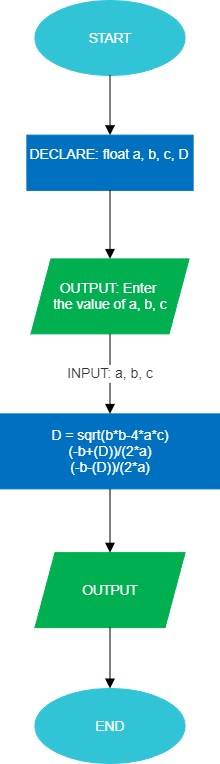 START
DECLARE: float a, b, c, D
OUTPUT: Enter
the value of a, b, c
INPUT: a, b, c
D = sqrt(b*b-4*a*c)
(-b+(D))/(2*a)
(-b-(D))/(2*a)
OUTPUT
END